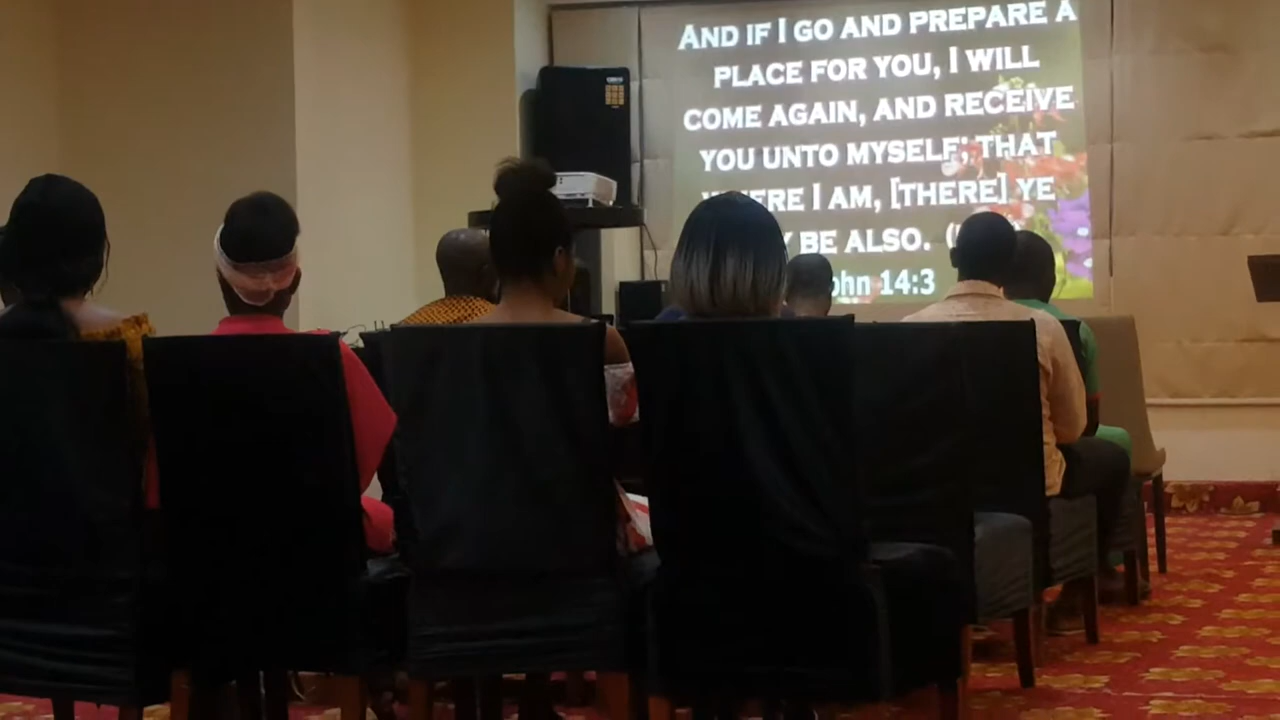 AND IF I GO AND PREPARE A
PLACE FOR YOU, I WILL
COME AGAIN, AND RECEIVE
YOU UNTO MYSELF; THAT
I AM, [THERE] YE
BE ALSO.
14:3